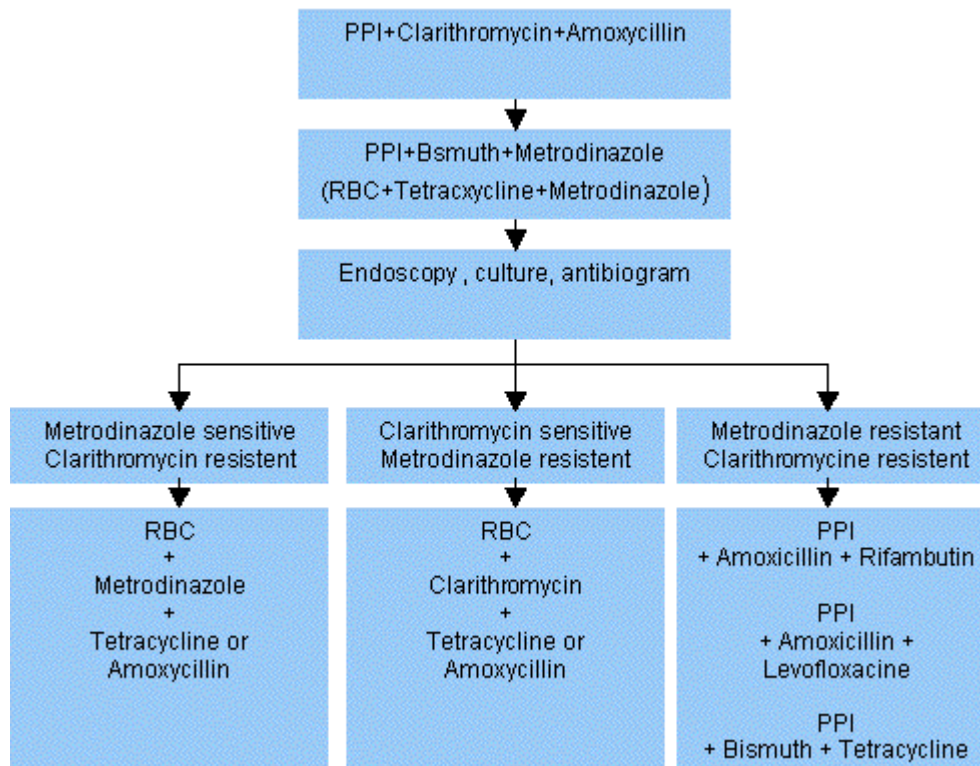 PPI+Clarithromycin+Amoxycillin
PPI+Bsmuth+Metrodinazole
(RBC+Tetracxycline+Metrodinazole)
Endoscopy , culture, antibiogram
Metrodinazole sensitive
Clarithromycin resistent
Clarithromycin sensitive
Metrodinazole resistent
Metrodinazole resistant
Clarithromycine resistent
RBC
+
Metrodinazole
+
Tetracycline or
Amoxycillin
RBC
+
Clarithromycin
+
Tetracycline or
Amoxycillin
PPI
+ Amoxicillin + Rifambutin
PPI
+ Amoxicillin +
Levofloxacine
PPI
+ Bismuth + Tetracycline